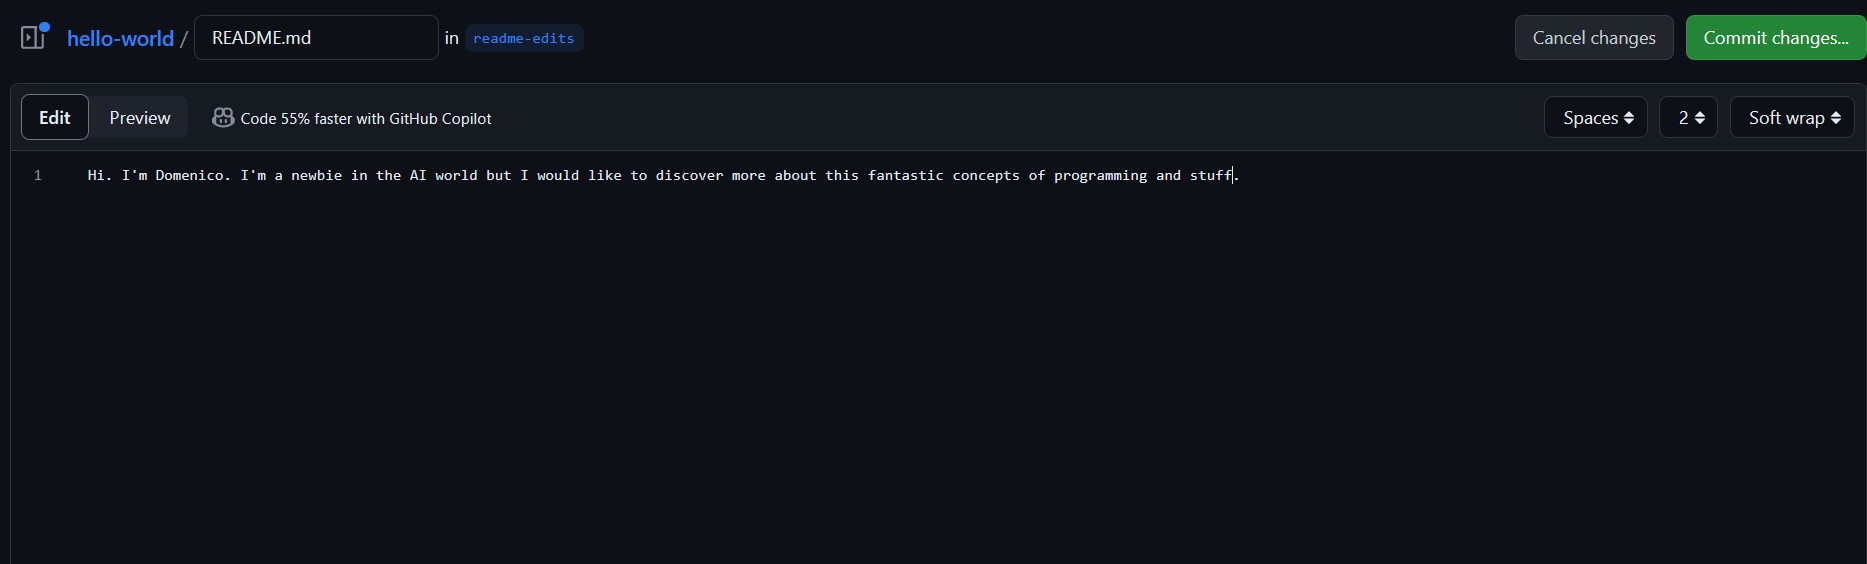 hello-world / README.md in readme-edits Cancel changes Commit changes...
Edit Preview Code 55% faster with GitHub Copilot Spaces 2 Soft wrap
1 Hi. I'm Domenico. I'm a newbie in the AI world but I would like to discover more about this fantastic concepts of programming and stuff.